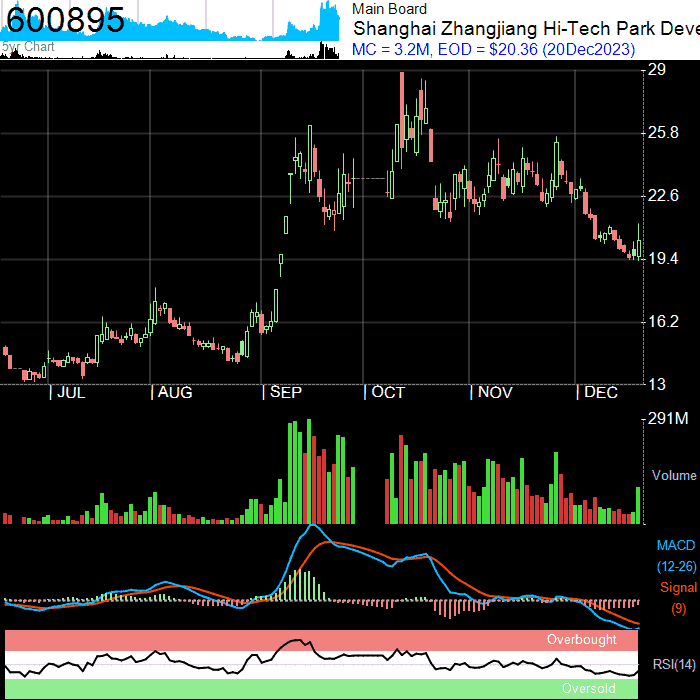 600895
5yr Chart
Main Board
Shanghai Zhangjiang Hi-Tech Park Deve
MC = 3.2M, EOD = $20.36 (20Dec2023)
29
25.8
22.6
19.4
16.2
13
| JUL | AUG | SEP | OCT | NOV | DEC
291M
Volume
MACD
(12-26)
Signal
(9)
Overbought
RSI(14)
Oversold